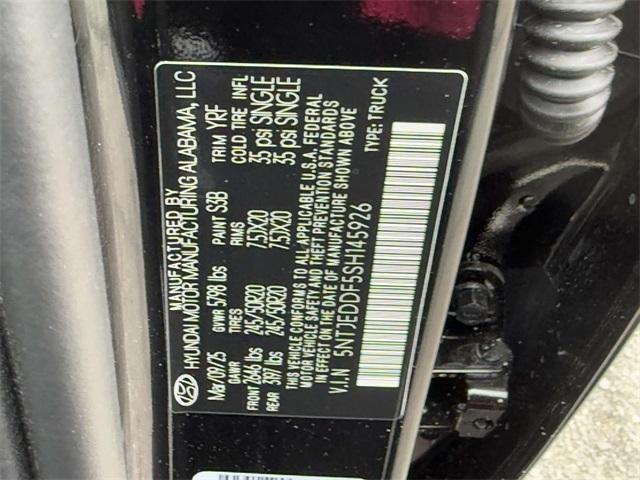 MANUFACTURED BY
HYUNDAI MOTOR MANUFACTURING ALABAMA, LLC
Mar/09/25 GVWR 5798 lbs PAINT S3B TRIM YRF
GAWR TIRES RIMS COLD TIRE INFL
FRONT 2646 lbs 245/50R20 7.5JX20 35 psi SINGLE
REAR 3197 lbs 245/50R20 7.5JX20 35 psi SINGLE
THIS VEHICLE CONFORMS TO ALL APPLICABLE U.S.A. FEDERAL
MOTOR VEHICLE SAFETY AND THEFT PREVENTION STANDARDS
IN EFFECT ON THE DATE OF MANUFACTURE SHOWN ABOVE
V.I.N 5NTJEDDF5SH145926 TYPE:TRUCK